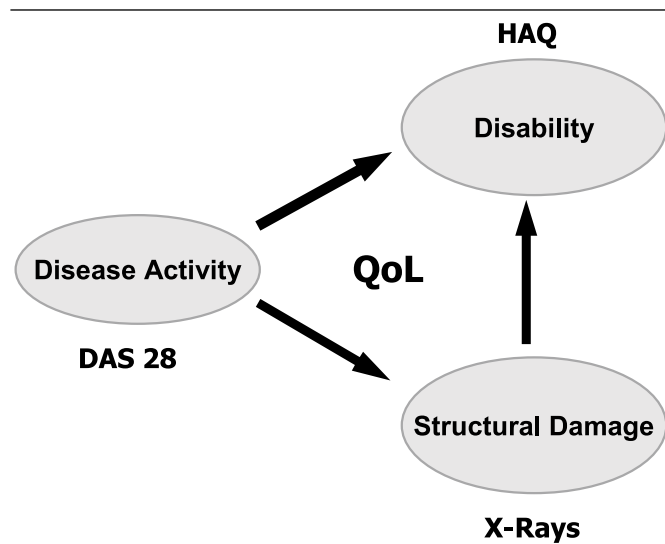 HAQ
Disability
Disease Activity
QoL
DAS 28
Structural Damage
X-Rays